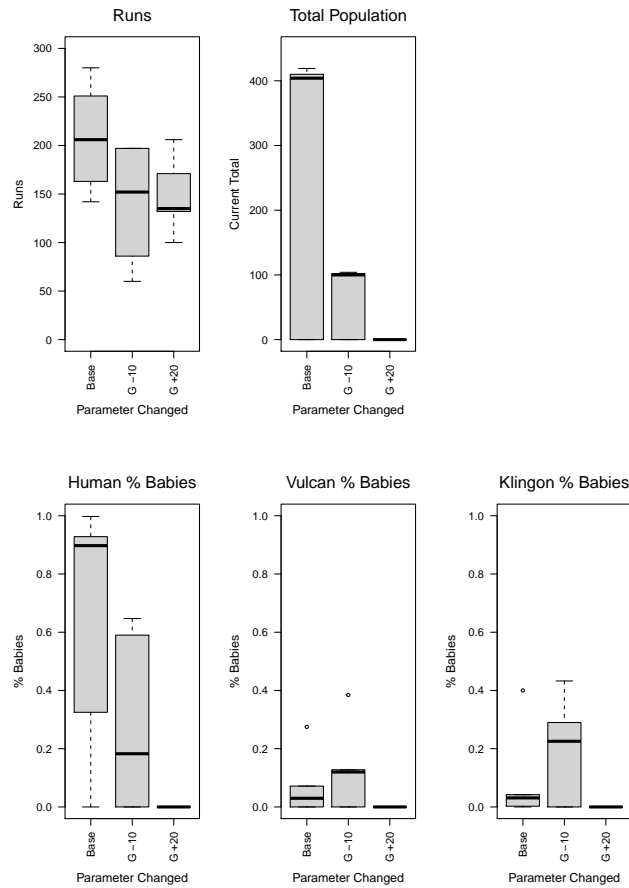 Runs
Total Population
300
250
200
150
100
50
0
Runs
Base
G −10
G +20
Parameter Changed
400
300
200
100
0
Current Total
Base
G −10
G +20
Parameter Changed
Human % Babies
Vulcan % Babies
Klingon % Babies
1.0
0.8
0.6
0.4
0.2
0.0
% Babies
Base
G −10
G +20
Parameter Changed
1.0
0.8
0.6
0.4
0.2
0.0
% Babies
Base
G −10
G +20
Parameter Changed
1.0
0.8
0.6
0.4
0.2
0.0
% Babies
Base
G −10
G +20
Parameter Changed